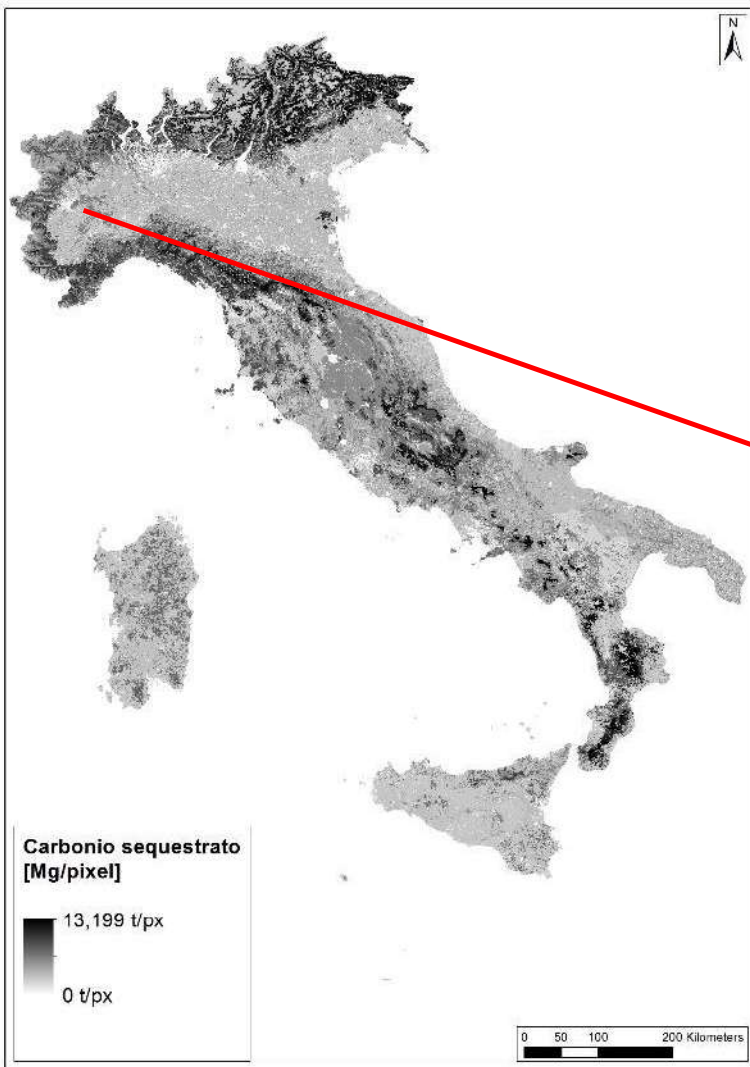 N
Carbonio sequestrato
[Mg/pixel]
13,199 t/px
0 t/px
0 50 100 200 Kilometers